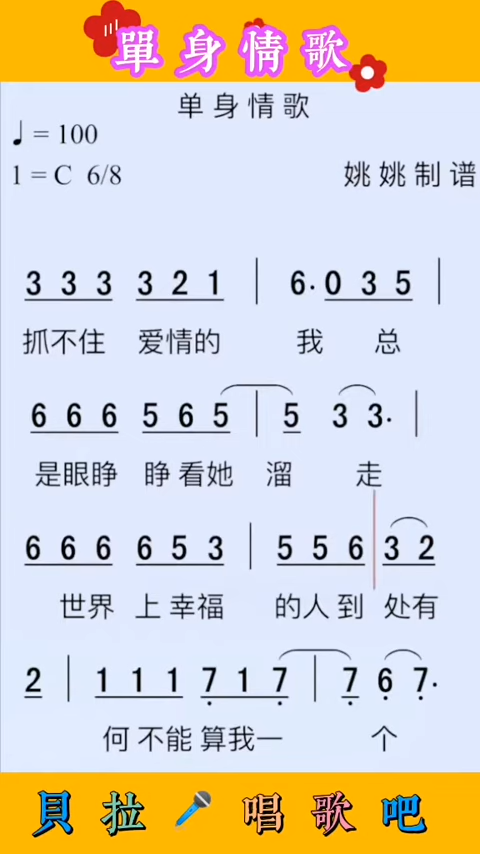 單身情歌
单身情歌
♩= 100
1 = C 6/8 姚姚制谱
3 3 3 3 2 1 | 6· 0 3 5 |
抓不住 爱情的 我 总
6 6 6 5 6 5 | 5 3 3· |
是眼睁 睁看她 溜 走
6 6 6 6 5 3 | 5 5 6 3 2
世界 上幸福 的人到 处有
2 | 1 1 1 7 1 7 | 7 6 7·
何不能 算我一 个
貝拉🎤唱歌吧